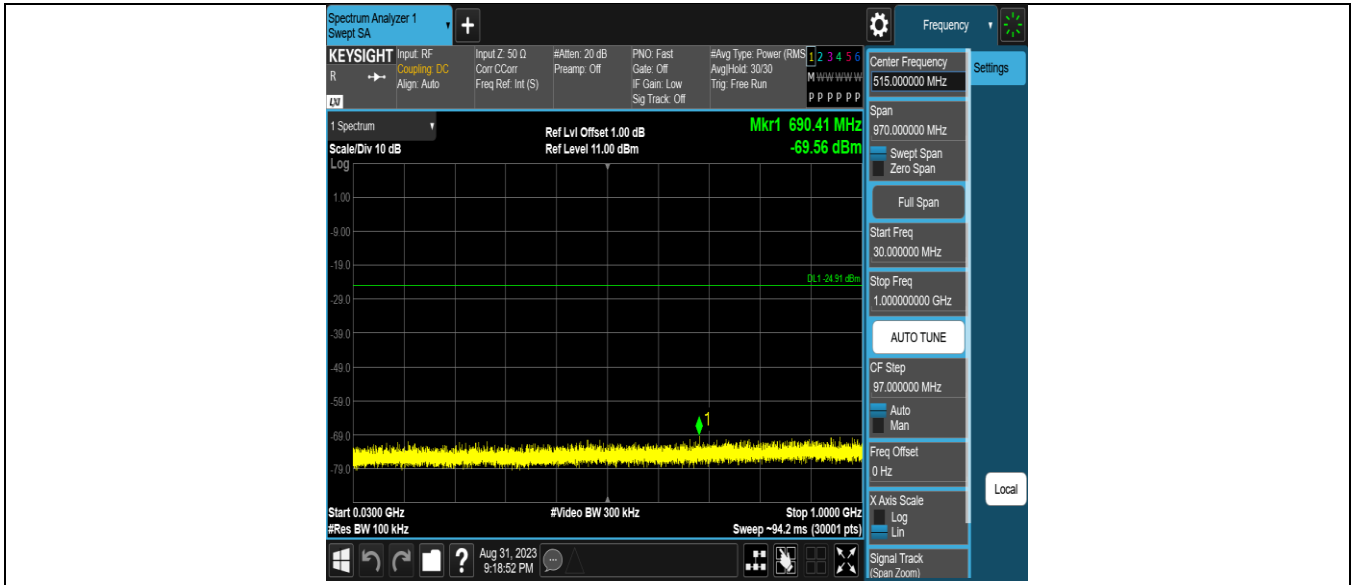 Spectrum Analyzer 1
Swept SA
+
Frequency
KEYSIGHT
R
LXI
Input: RF
Coupling: DC
Align: Auto
Input Z: 50 Ω
Corr CCorr
Freq Ref: Int (S)
#Atten: 20 dB
Preamp: Off
PNO: Fast
Gate: Off
IF Gain: Low
Sig Track: Off
#Avg Type: Power (RMS
Avg|Hold: 30/30
Trig: Free Run
1 2 3 4 5 6
M W W W W W
P P P P P P
1 Spectrum
Scale/Div 10 dB
Log
Ref Lvl Offset 1.00 dB
Ref Level 11.00 dBm
Mkr1 690.41 MHz
-69.56 dBm
1.00
-9.00
-19.0
DL1 -24.91 dBm
-29.0
-39.0
-49.0
-59.0
1
-69.0
-79.0
Start 0.0300 GHz
#Res BW 100 kHz
#Video BW 300 kHz
Stop 1.0000 GHz
Sweep ~94.2 ms (30001 pts)
?
Aug 31, 2023
9:18:52 PM
Center Frequency
515.000000 MHz
Settings
Span
970.000000 MHz
Swept Span
Zero Span
Full Span
Start Freq
30.000000 MHz
Stop Freq
1.000000000 GHz
AUTO TUNE
CF Step
97.000000 MHz
Auto
Man
Freq Offset
0 Hz
X Axis Scale
Log
Lin
Local
Signal Track
(Span Zoom)